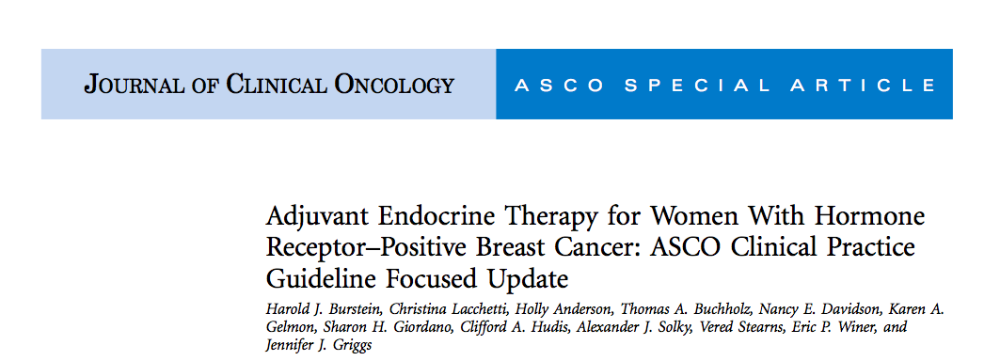 JOURNAL OF CLINICAL ONCOLOGY
ASCO SPECIAL ARTICLE
Adjuvant Endocrine Therapy for Women With Hormone
Receptor–Positive Breast Cancer: ASCO Clinical Practice
Guideline Focused Update
Harold J. Burstein, Christina Lacchetti, Holly Anderson, Thomas A. Buchholz, Nancy E. Davidson, Karen A.
Gelmon, Sharon H. Giordano, Clifford A. Hudis, Alexander J. Solky, Vered Stearns, Eric P. Winer, and
Jennifer J. Griggs